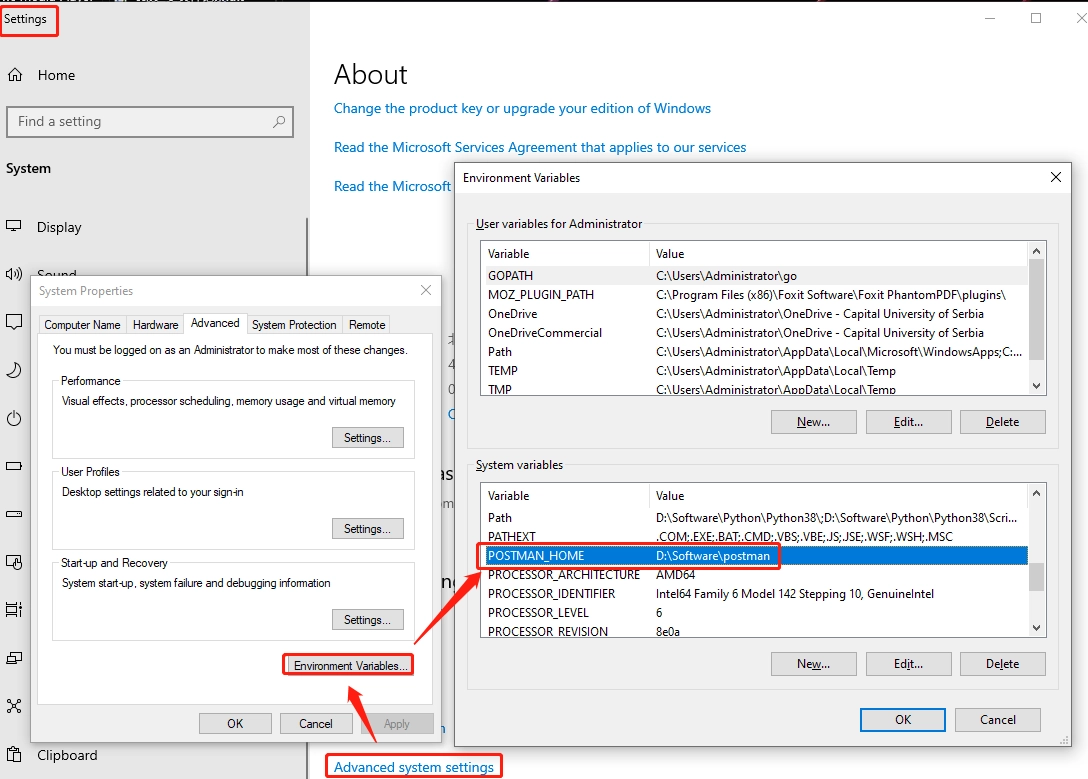 Settings
Home
Find a setting
System
Display
Sound
Clipboard
About
Change the product key or upgrade your edition of Windows
Read the Microsoft Services Agreement that applies to our services
Read the Microsoft
Advanced system settings
System Properties
Computer Name Hardware Advanced System Protection Remote
You must be logged on as an Administrator to make most of these changes.
Performance
Visual effects, processor scheduling, memory usage and virtual memory
Settings...
User Profiles
Desktop settings related to your sign-in
Settings...
Start-up and Recovery
System start-up, system failure and debugging information
Settings...
Environment Variables...
OK Cancel Apply
Environment Variables
User variables for Administrator
Variable Value
GOPATH C:\Users\Administrator\go
MOZ_PLUGIN_PATH C:\Program Files (x86)\Foxit Software\Foxit PhantomPDF\plugins\
OneDrive C:\Users\Administrator\OneDrive - Capital University of Serbia
OneDriveCommercial C:\Users\Administrator\OneDrive - Capital University of Serbia
Path C:\Users\Administrator\AppData\Local\Microsoft\WindowsApps;C:...
TEMP C:\Users\Administrator\AppData\Local\Temp
TMP C:\Users\Administrator\AppData\Local\Temp
New... Edit... Delete
System variables
Variable Value
Path D:\Software\Python\Python38\;D:\Software\Python\Python38\Scri...
PATHEXT .COM;.EXE;.BAT;.CMD;.VBS;.VBE;.JS;.JSE;.WSF;.WSH;.MSC
POSTMAN_HOME D:\Software\postman
PROCESSOR_ARCHITECTURE AMD64
PROCESSOR_IDENTIFIER Intel64 Family 6 Model 142 Stepping 10, GenuineIntel
PROCESSOR_LEVEL 6
PROCESSOR_REVISION 8e0a
New... Edit... Delete
OK Cancel